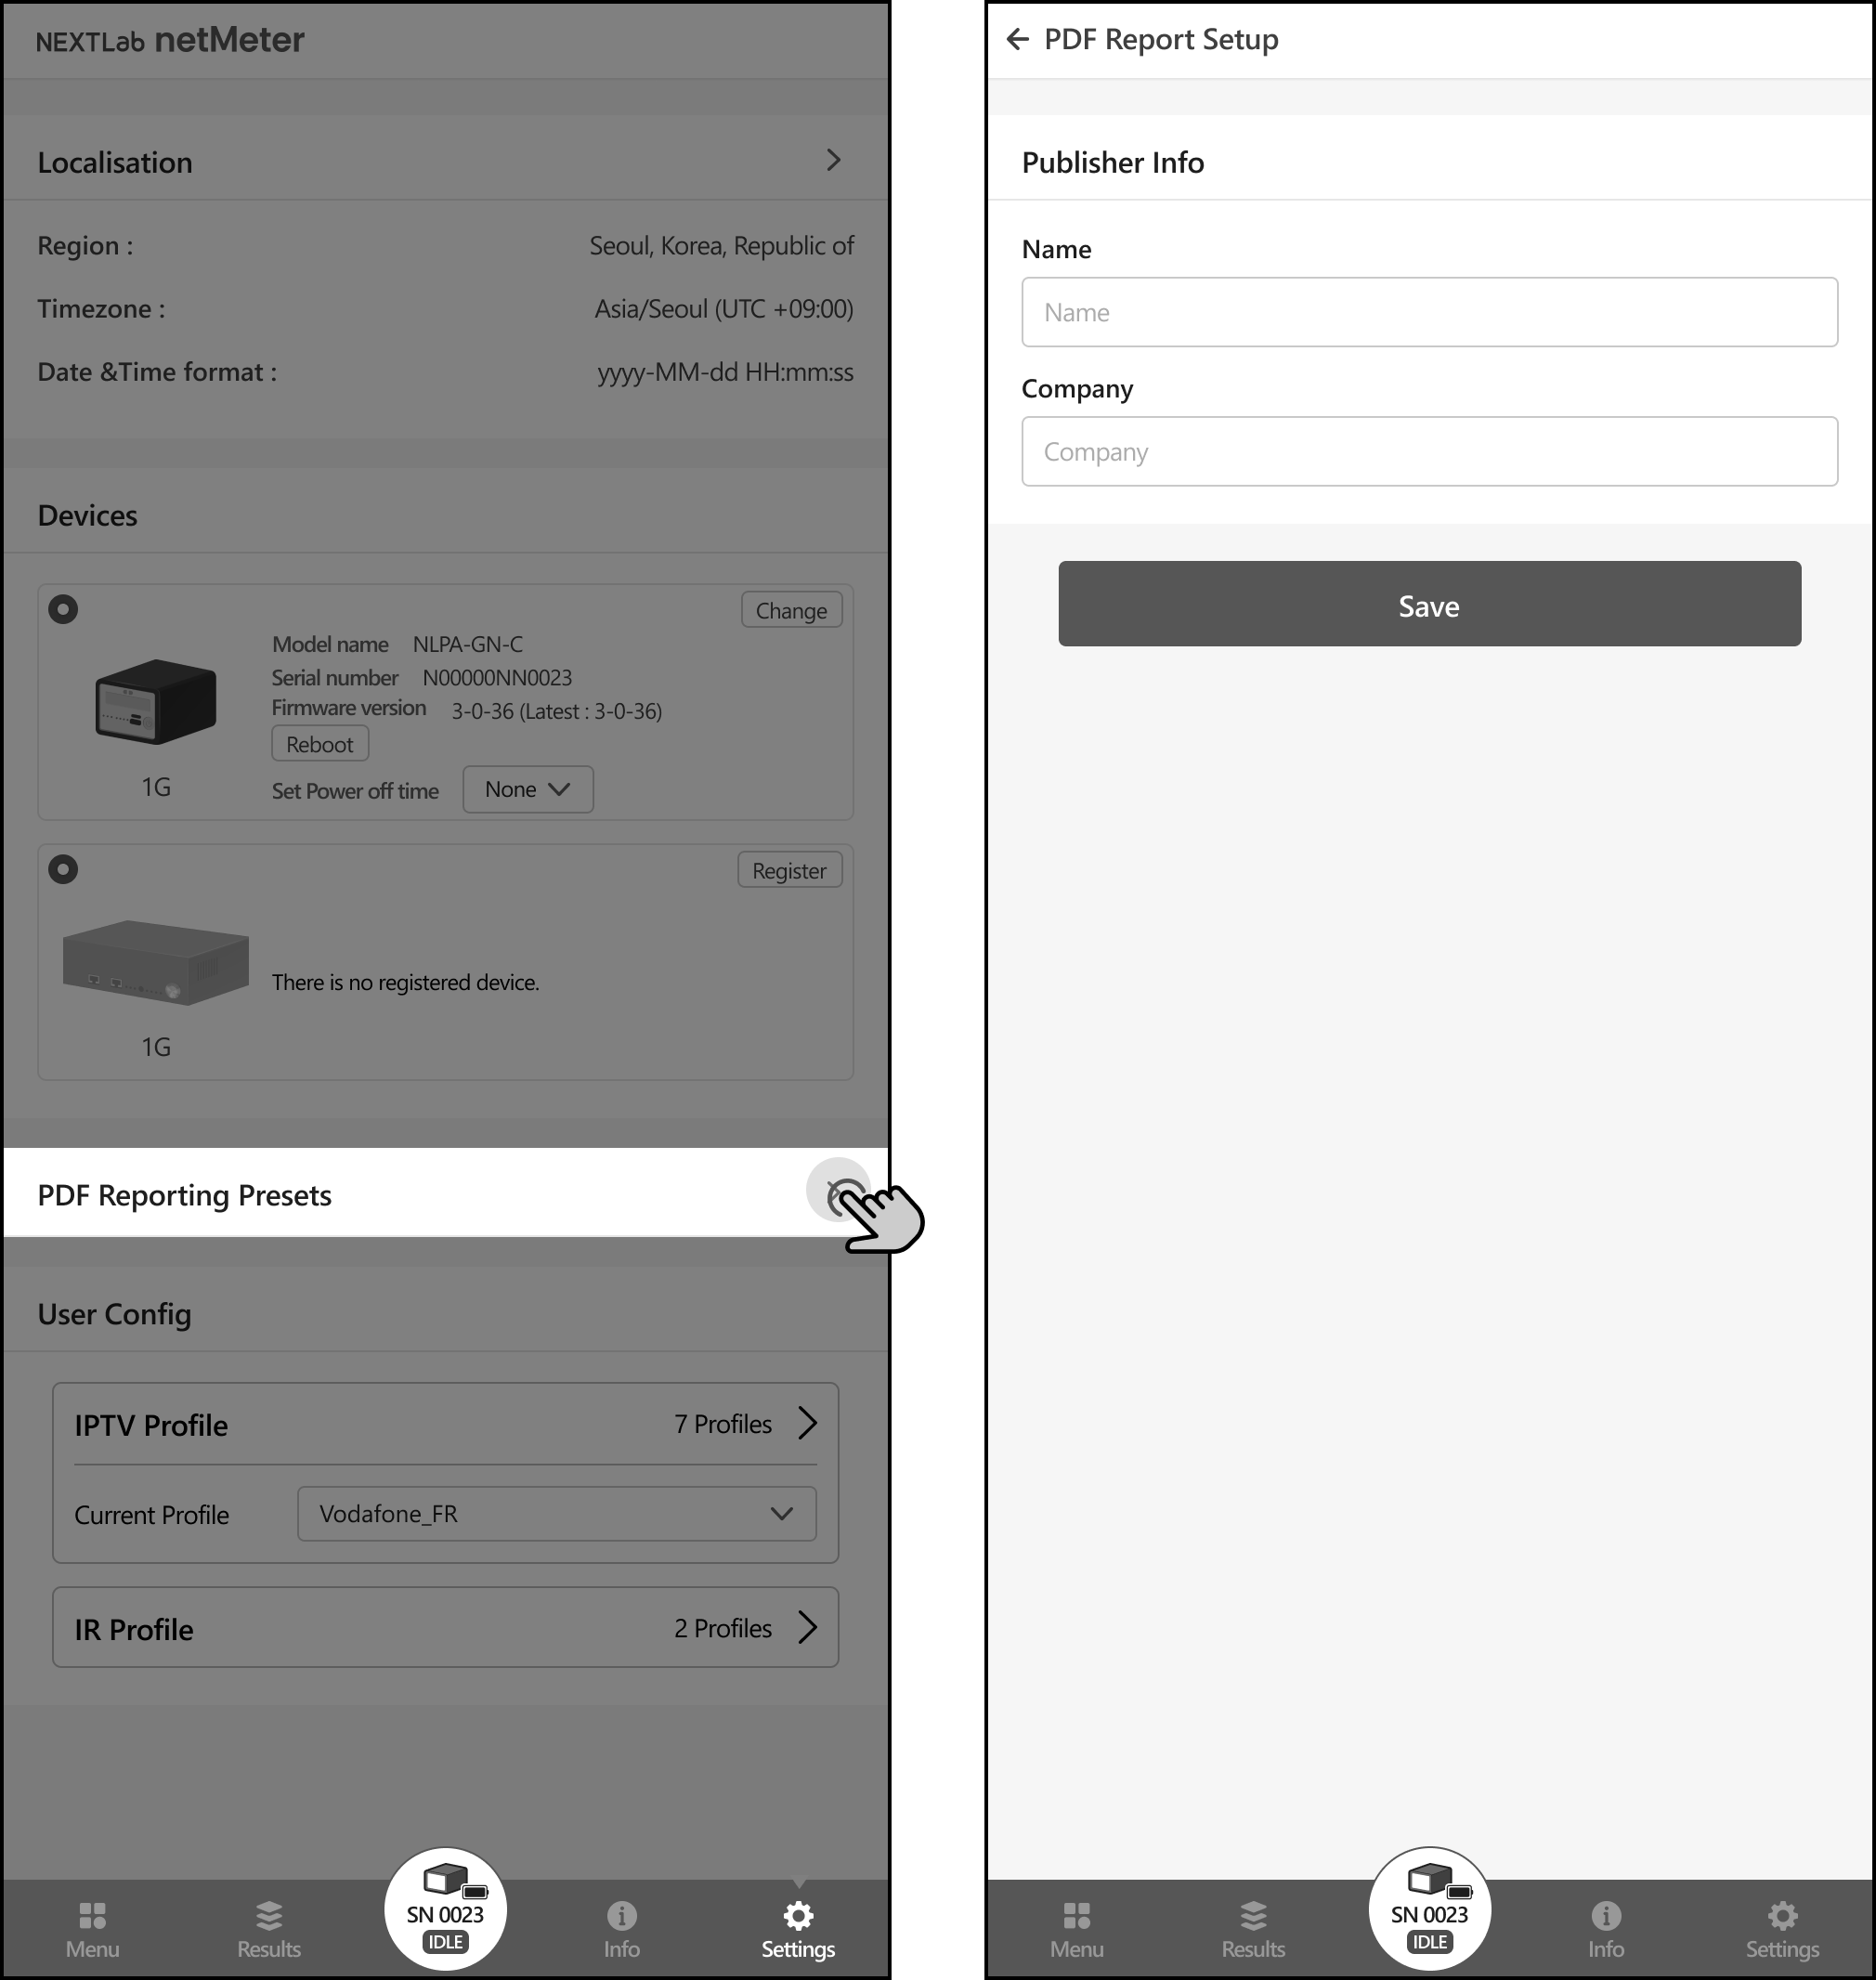 NEXTLab netMeter
Localisation
Region : Seoul, Korea, Republic of
Timezone : Asia/Seoul (UTC +09:00)
Date &Time format : yyyy-MM-dd HH:mm:ss
Devices
Change
Model name NLPA-GN-C
Serial number N00000NN0023
Firmware version 3-0-36 (Latest : 3-0-36)
Reboot
1G
Set Power off time None
Register
There is no registered device.
1G
PDF Reporting Presets
User Config
IPTV Profile 7 Profiles
Current Profile Vodafone_FR
IR Profile 2 Profiles
SN 0023
IDLE
Menu Results Info Settings
PDF Report Setup
Publisher Info
Name
Name
Company
Company
Save
SN 0023
IDLE
Menu Results Info Settings